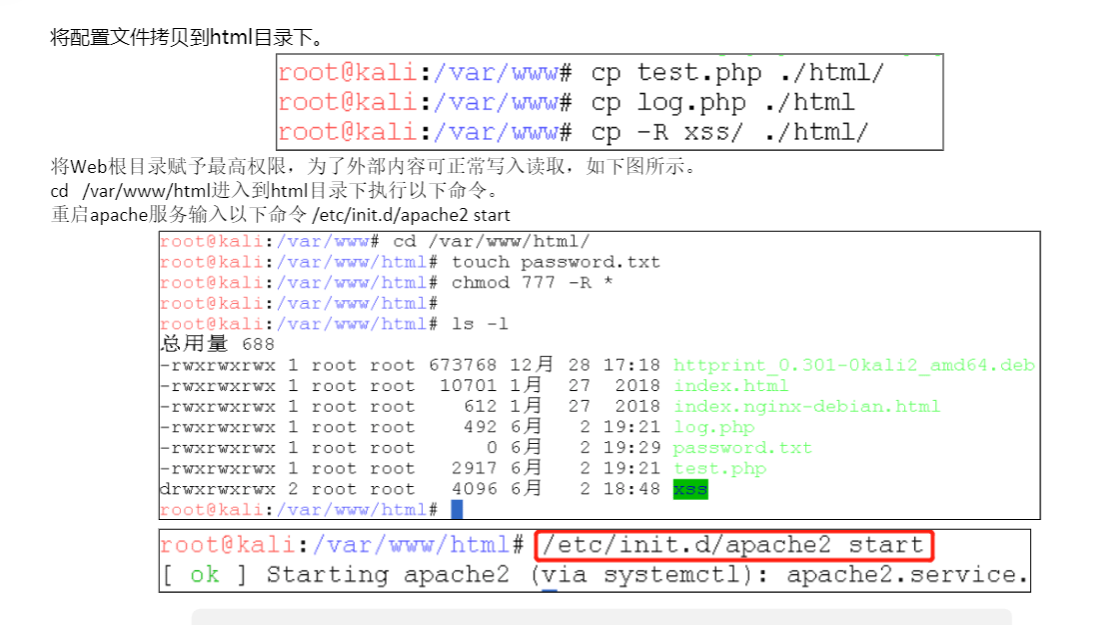 将配置文件拷贝到html目录下。
root@kali:/var/www# cp test.php ./html/
root@kali:/var/www# cp log.php ./html
root@kali:/var/www# cp -R xss/ ./html/
将Web根目录赋予最高权限，为了外部内容可正常写入读取，如下图所示。
cd /var/www/html进入到html目录下执行以下命令。
重启apache服务输入以下命令 /etc/init.d/apache2 start
root@kali:/var/www# cd /var/www/html/
root@kali:/var/www/html# touch password.txt
root@kali:/var/www/html# chmod 777 -R *
root@kali:/var/www/html#
root@kali:/var/www/html# ls -l
总用量 688
-rwxrwxrwx 1 root root 673768 12月 28 17:18 httprint_0.301-0kali2_amd64.deb
-rwxrwxrwx 1 root root 10701 1月 27 2018 index.html
-rwxrwxrwx 1 root root 612 1月 27 2018 index.nginx-debian.html
-rwxrwxrwx 1 root root 492 6月 2 19:21 log.php
-rwxrwxrwx 1 root root 0 6月 2 19:29 password.txt
-rwxrwxrwx 1 root root 2917 6月 2 19:21 test.php
drwxrwxrwx 2 root root 4096 6月 2 18:48 xss
root@kali:/var/www/html#
root@kali:/var/www/html# /etc/init.d/apache2 start
[ ok ] Starting apache2 (via systemctl): apache2.service.